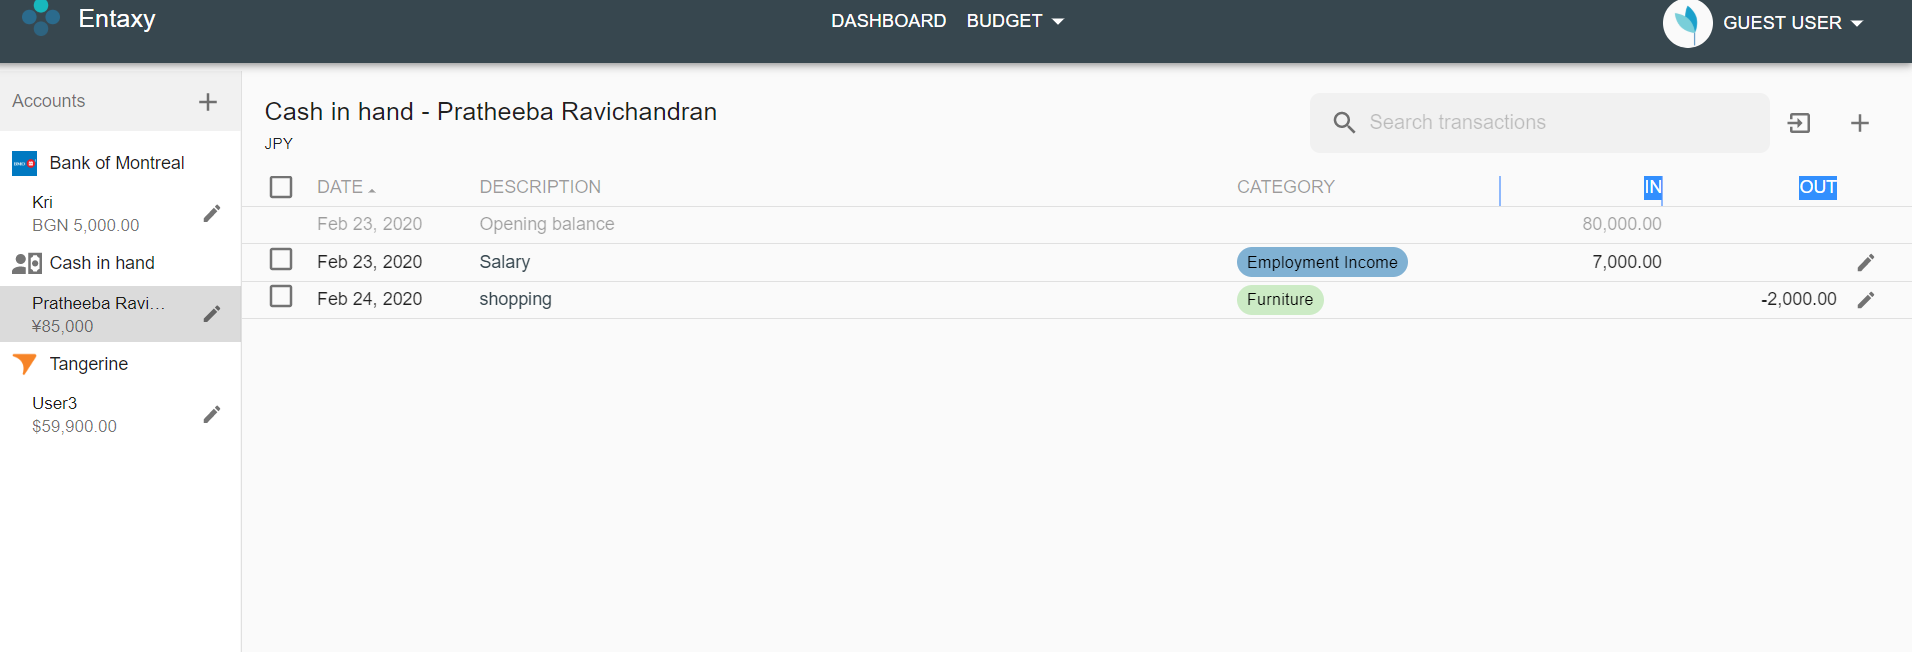 Entaxy
DASHBOARD BUDGET
GUEST USER
Accounts
Bank of Montreal
Kri
BGN 5,000.00
Cash in hand
Pratheeba Ravi...
¥85,000
Tangerine
User3
$59,900.00
Cash in hand - Pratheeba Ravichandran
JPY
Search transactions
DATE DESCRIPTION CATEGORY IN OUT
Feb 23, 2020 Opening balance 80,000.00
Feb 23, 2020 Salary Employment Income 7,000.00
Feb 24, 2020 shopping Furniture -2,000.00